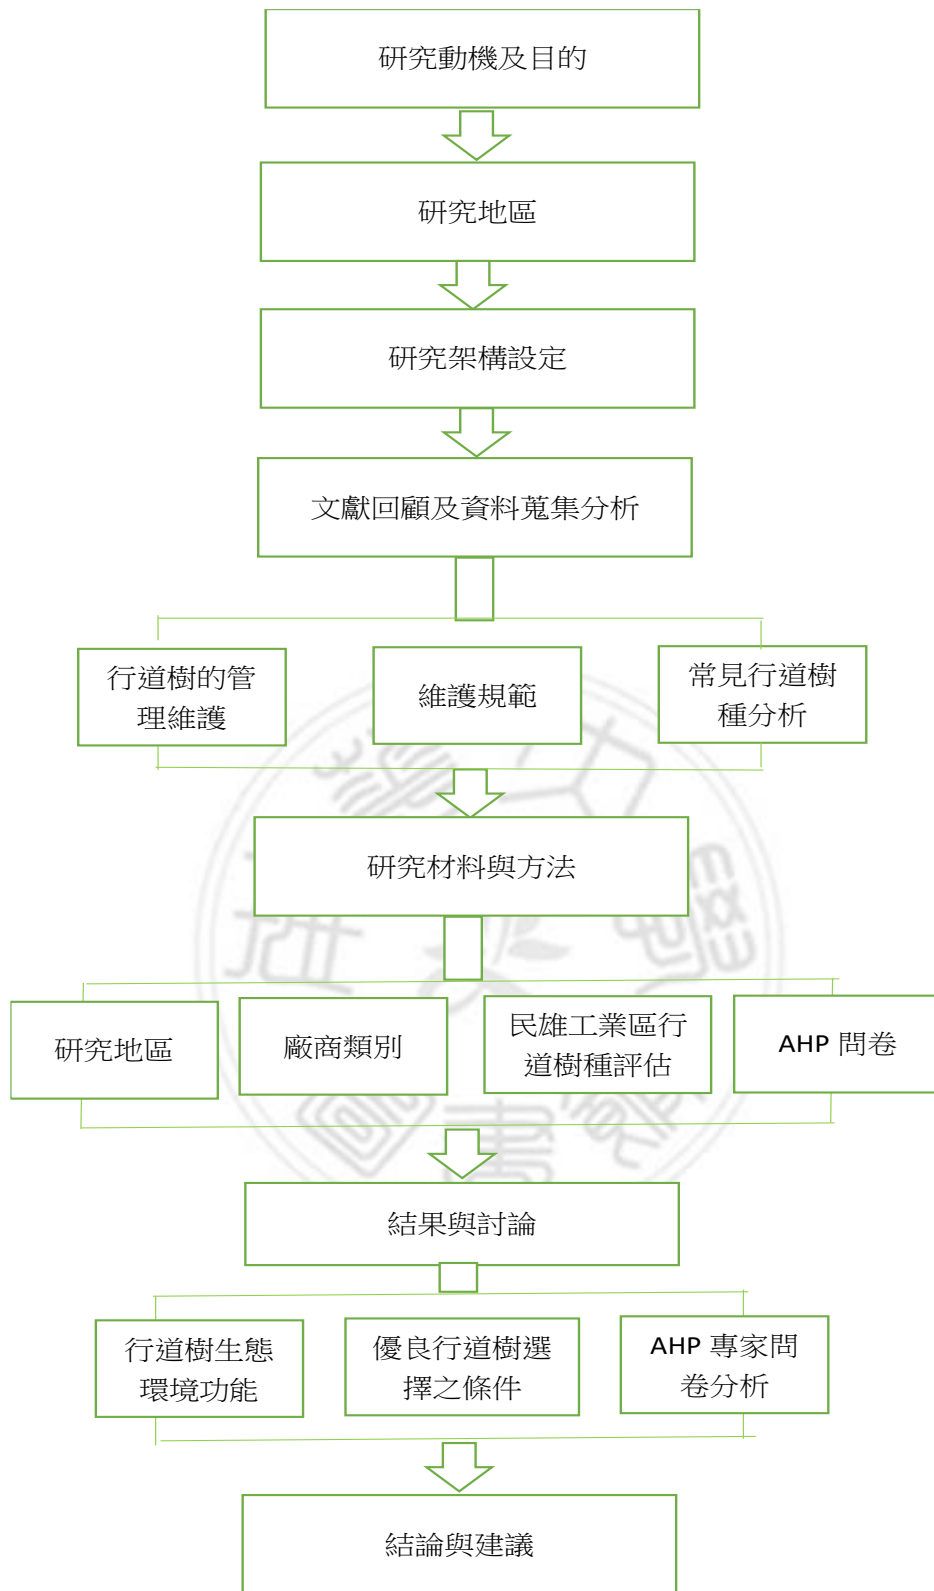 研究動機及目的
研究地區
研究架構設定
文獻回顧及資料蒐集分析
行道樹的管
理維護
維護規範
常見行道樹
種分析
研究材料與方法
研究地區
廠商類別
民雄工業區行
道樹種評估
AHP 問卷
結果與討論
行道樹生態
環境功能
優良行道樹選
擇之條件
AHP 專家問
卷分析
結論與建議